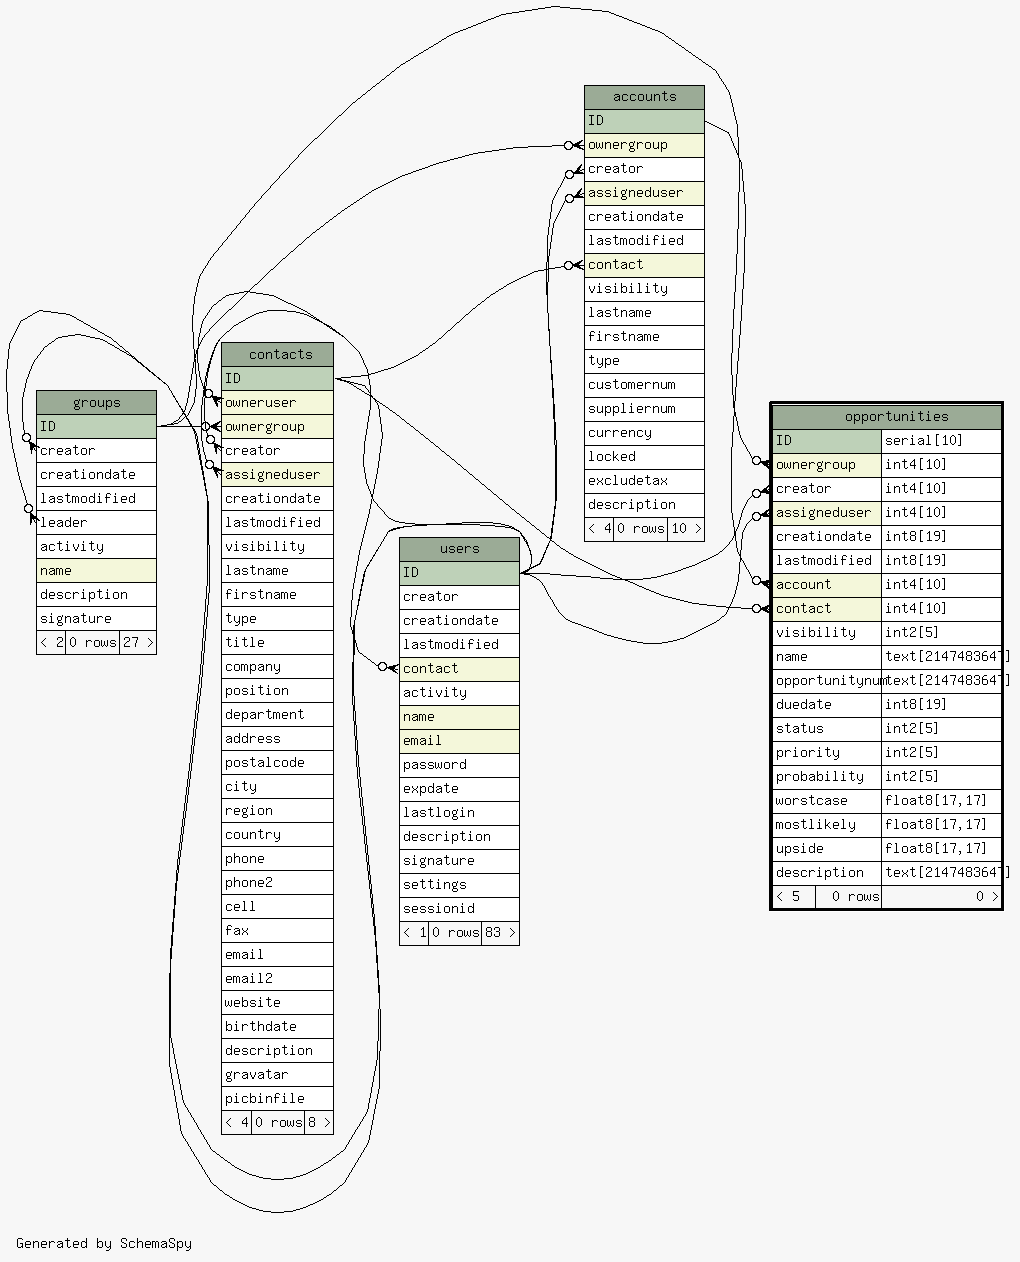 accounts
ID
ownergroup
creator
assigneduser
creationdate
lastmodified
contact
visibility
lastname
firstname
type
customernum
suppliernum
currency
locked
excludetax
description
< 4 0 rows 10 >
contacts
ID
owneruser
ownergroup
creator
assigneduser
creationdate
lastmodified
visibility
lastname
firstname
type
title
company
position
department
address
postalcode
city
region
country
phone
phone2
cell
fax
email
email2
website
birthdate
description
gravatar
picbinfile
< 4 0 rows 8 >
groups
ID
creator
creationdate
lastmodified
leader
activity
name
description
signature
< 2 0 rows 27 >
opportunities
ID serial[10]
ownergroup int4[10]
creator int4[10]
assigneduser int4[10]
creationdate int8[19]
lastmodified int8[19]
account int4[10]
contact int4[10]
visibility int2[5]
name text[2147483647]
opportunitynum text[2147483647]
duedate int8[19]
status int2[5]
priority int2[5]
probability int2[5]
worstcase float8[17,17]
mostlikely float8[17,17]
upside float8[17,17]
description text[2147483647]
< 5 0 rows 0 >
users
ID
creator
creationdate
lastmodified
contact
activity
name
email
password
expdate
lastlogin
description
signature
settings
sessionid
< 1 0 rows 83 >
Generated by SchemaSpy